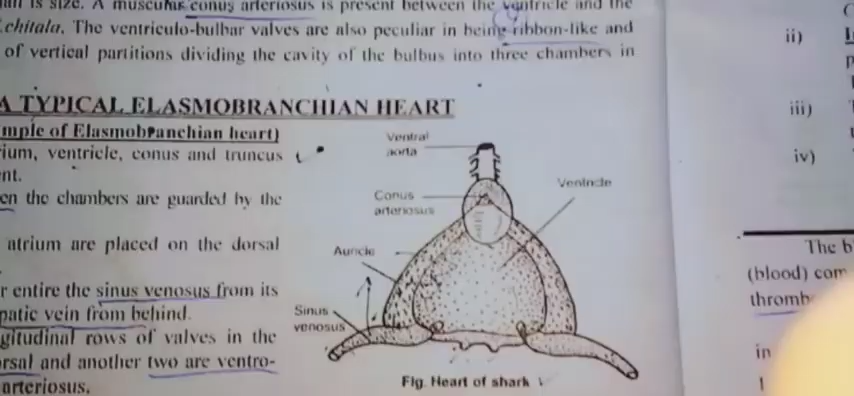 is size. A muscular conus arteriosus is present between the ventricle and the
chitala. The ventriculo-bulbar valves are also peculiar in being ribbon-like and
of vertical partitions dividing the cavity of the bulbus into three chambers in
A TYPICAL ELASMOBRANCHIAN HEART
mple of Elasmobranchian heart)
ium, ventricle, conus and truncus
nt.
en the chambers are guarded by the
atrium are placed on the dorsal
r entire the sinus venosus from its
patic vein from behind.
gitudinal rows of valves in the
rsal and another two are ventro-
arteriosus.
Ventral
aorta
Conus
arteriosus
Ventricle
Auricle
Sinus
venosus
Fig. Heart of shark
ii)
iii)
iv)
The b
(blood) com
thromb
in